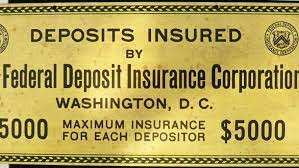 DEPOSITS INSURED
BY
Federal Deposit Insurance Corporation
WASHINGTON, D. C.
5000 MAXIMUM INSURANCE $5000
FOR EACH DEPOSITOR